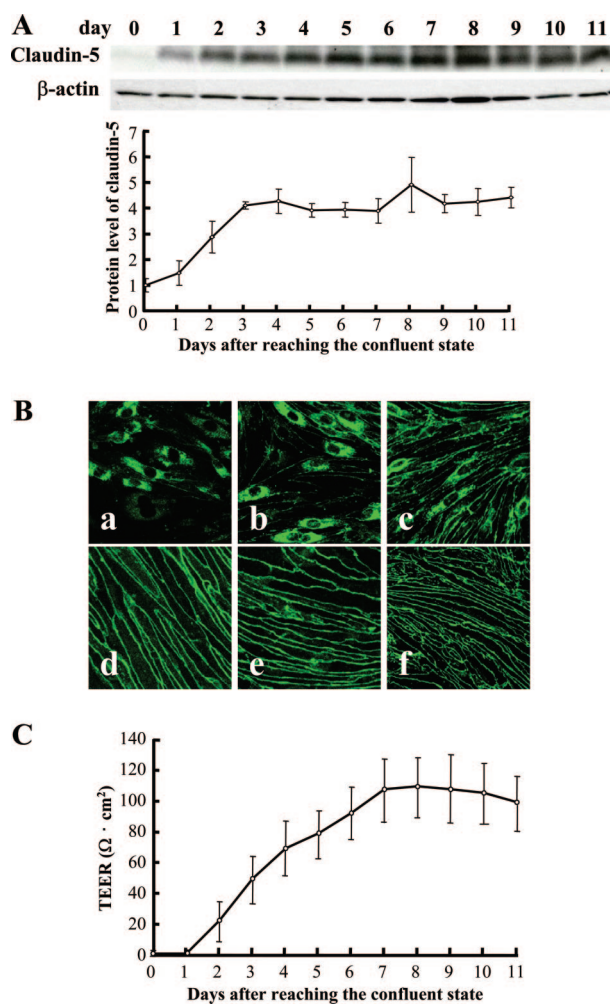 A
day 0 1 2 3 4 5 6 7 8 9 10 11
Claudin-5
β-actin
Protein level of claudin-5
7
6
5
4
3
2
1
0
0 1 2 3 4 5 6 7 8 9 10 11
Days after reaching the confluent state
B
a b c
d e f
C
TEER (Ω · cm²)
140
120
100
80
60
40
20
0
0 1 2 3 4 5 6 7 8 9 10 11
Days after reaching the confluent state